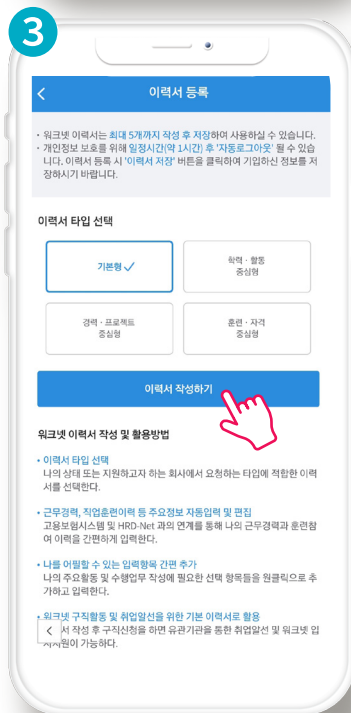 3
이력서 등록
· 워크넷 이력서는 최대 5개까지 작성 후 저장하여 사용하실 수 있습니다.
· 개인정보 보호를 위해 일정시간(약 1시간) 후 '자동로그아웃' 될 수 있습
니다. 이력서 등록 시 '이력서 저장' 버튼을 클릭하여 기입하신 정보를 저
장하시기 바랍니다.
이력서 타입 선택
기본형
학력 · 활동
중심형
경력 · 프로젝트
중심형
훈련 · 자격
중심형
이력서 작성하기
워크넷 이력서 작성 및 활용방법
· 이력서 타입 선택
나의 상태 또는 지원하고자 하는 회사에서 요청하는 타입에 적합한 이력
서를 선택한다.
· 근무경력, 직업훈련이력 등 주요정보 자동입력 및 편집
고용보험시스템 및 HRD-Net 과의 연계를 통해 나의 근무경력과 훈련참
여 이력을 간편하게 입력한다.
· 나를 어필할 수 있는 입력항목 간편 추가
나의 주요활동 및 수행업무 작성에 필요한 선택 항목들을 원클릭으로 추
가하고 입력한다.
· 워크넷 구직활동 및 취업알선을 위한 기본 이력서로 활용
서 작성 후 구직신청을 하면 유관기관을 통한 취업알선 및 워크넷 입
사지원이 가능하다.